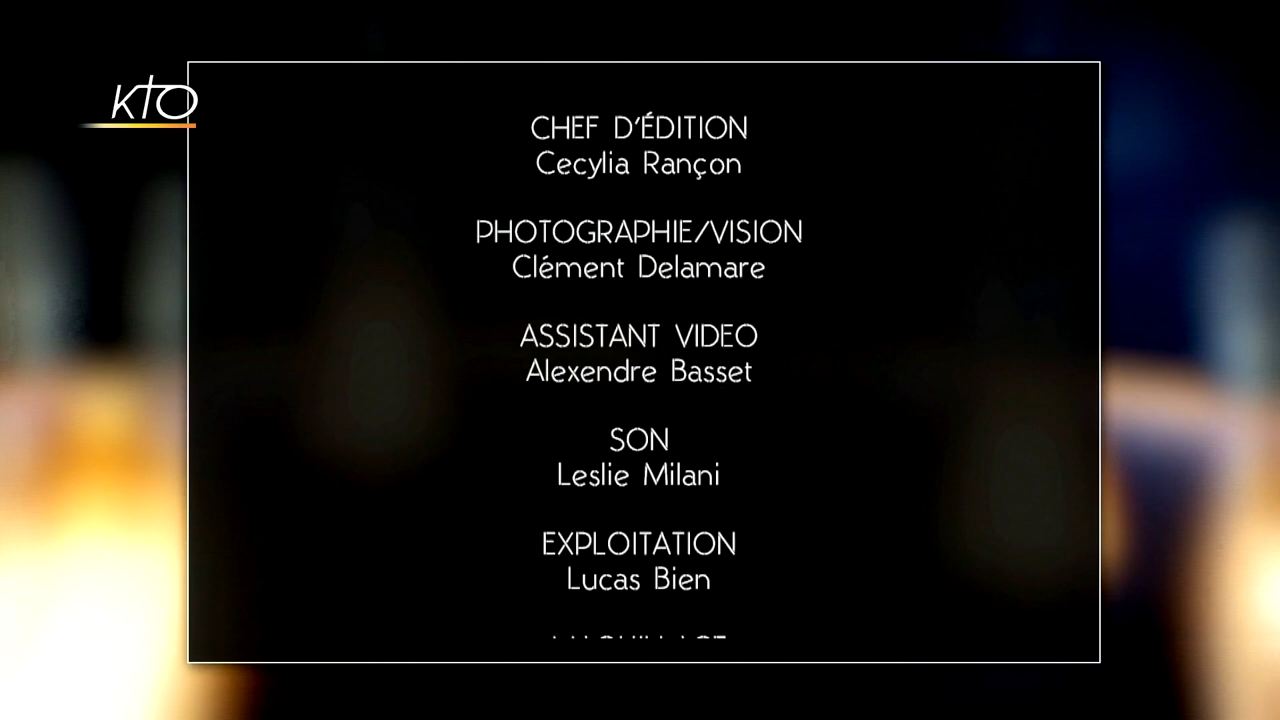 KTO
CHEF D'ÉDITION
Cecylia Rançon
PHOTOGRAPHIE/VISION
Clément Delamare
ASSISTANT VIDEO
Alexendre Basset
SON
Leslie Milani
EXPLOITATION
Lucas Bien